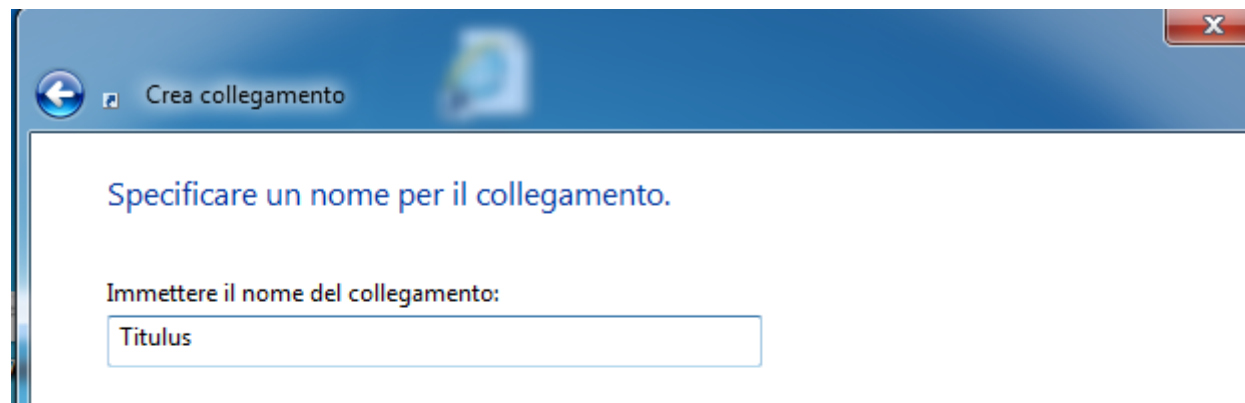 Crea collegamento
Specificare un nome per il collegamento.
Immettere il nome del collegamento:
Titulus